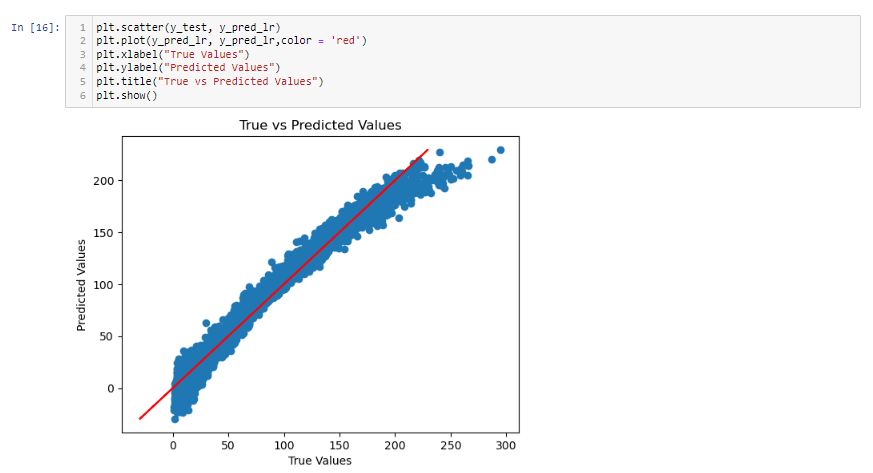 In [16]:
1 plt.scatter(y_test, y_pred_lr)
2 plt.plot(y_pred_lr, y_pred_lr,color = 'red')
3 plt.xlabel("True Values")
4 plt.ylabel("Predicted Values")
5 plt.title("True vs Predicted Values")
6 plt.show()
True vs Predicted Values
Predicted Values
200
150
100
50
0
0 50 100 150 200 250 300
True Values